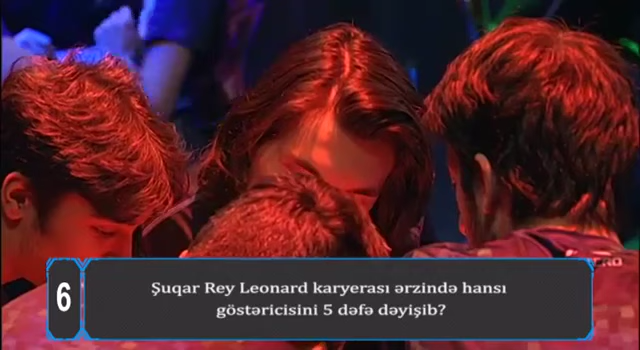 6
Şuqar Rey Leonard karyerası ərzində hansı
göstəricisini 5 dəfə dəyişib?